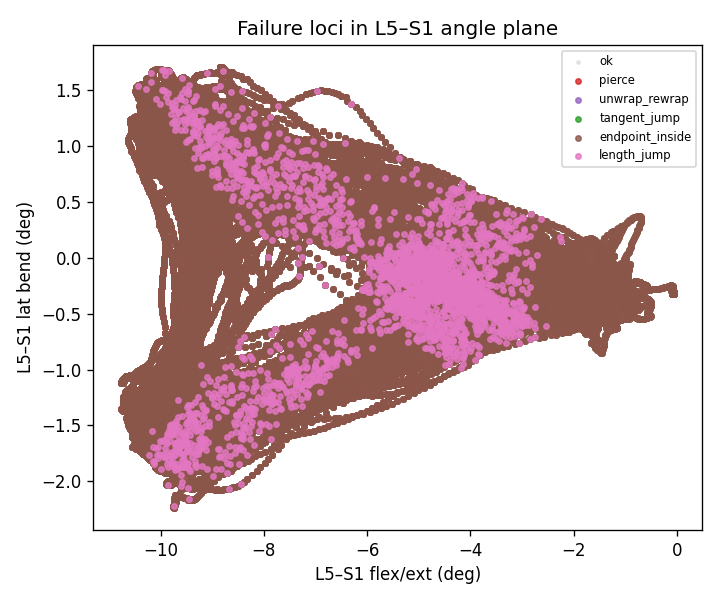 Failure loci in L5–S1 angle plane
ok
pierce
unwrap_rewrap
tangent_jump
endpoint_inside
length_jump
L5–S1 lat bend (deg)
1.5
1.0
0.5
0.0
−0.5
−1.0
−1.5
−2.0
−10
−8
−6
−4
−2
0
L5–S1 flex/ext (deg)